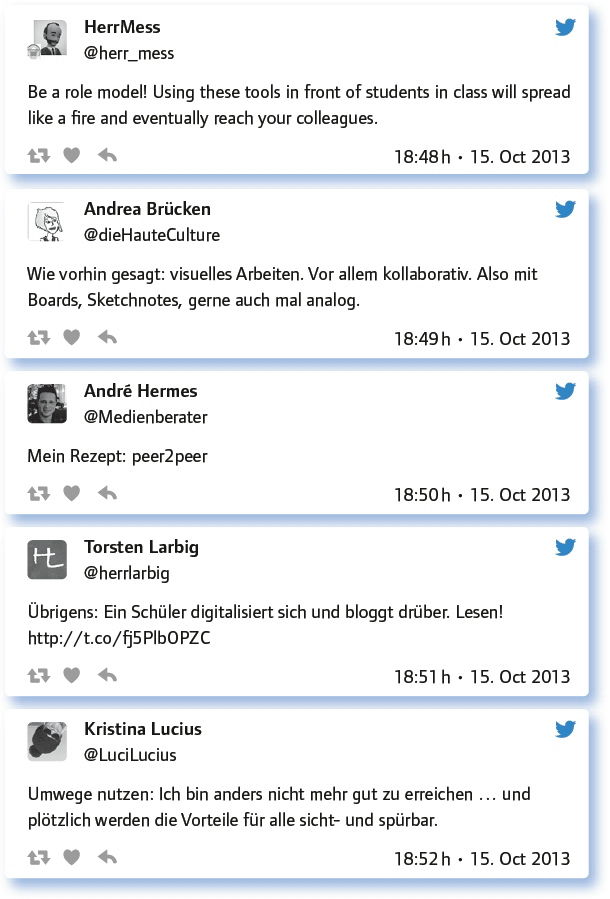 HerrMess
@herr_mess
Be a role model! Using these tools in front of students in class will spread
like a fire and eventually reach your colleagues.
18:48 h • 15. Oct 2013
Andrea Brücken
@dieHauteCulture
Wie vorhin gesagt: visuelles Arbeiten. Vor allem kollaborativ. Also mit
Boards, Sketchnotes, gerne auch mal analog.
18:49 h • 15. Oct 2013
André Hermes
@Medienberater
Mein Rezept: peer2peer
18:50 h • 15. Oct 2013
Torsten Larbig
@herrlarbig
Übrigens: Ein Schüler digitalisiert sich und bloggt drüber. Lesen!
http://t.co/fj5PlbOPZC
18:51 h • 15. Oct 2013
Kristina Lucius
@LuciLucius
Umwege nutzen: Ich bin anders nicht mehr gut zu erreichen … und
plötzlich werden die Vorteile für alle sicht- und spürbar.
18:52 h • 15. Oct 2013